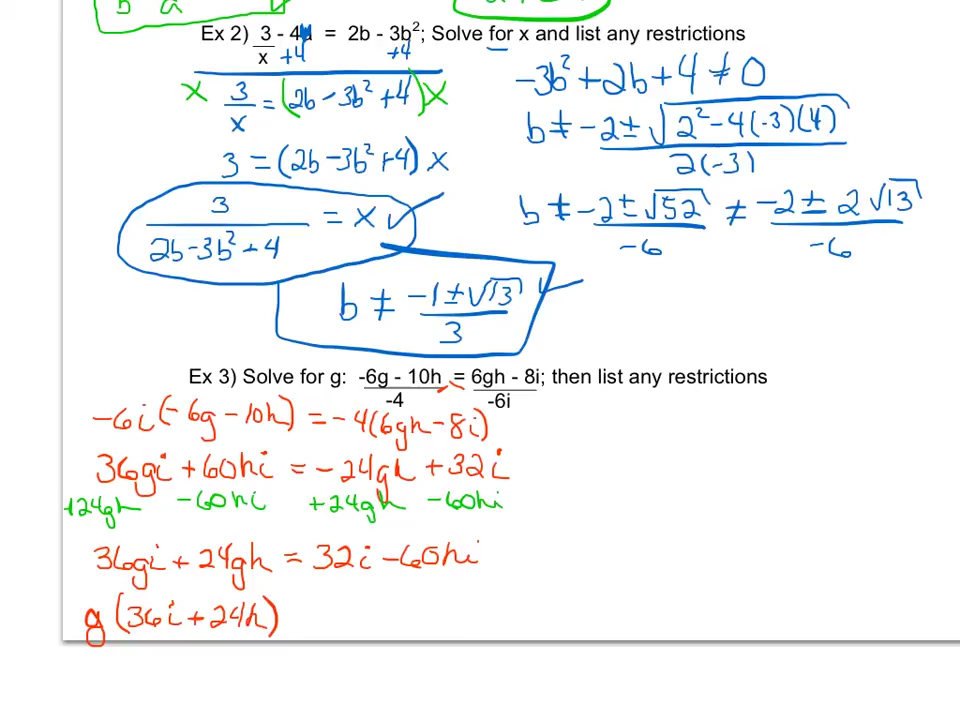 b a
Ex 2) 3 - 4 = 2b - 3b²; Solve for x and list any restrictions
x +4 +4
-3b² + 2b + 4 ≠ 0
x 3/x = (2b - 3b² + 4) x
b ≠ -2 ± √(2² - 4(-3)(4)) / 2(-3)
3 = (2b - 3b² + 4) x
3 / (2b - 3b² + 4) = x ✓
b ≠ (-2 ± √52) / -6 ≠ (-2 ± 2√13) / -6
b ≠ (-1 ± √13) / 3 ✓
Ex 3) Solve for g: -6g - 10h = 6gh - 8i; then list any restrictions
-4 -6i
-6i(-6g - 10h) = -4(6gh - 8i)
36gi + 60hi = -24gh + 32i
+24gh -60hi +24gh -60hi
36gi + 24gh = 32i - 60hi
g(36i + 24h)